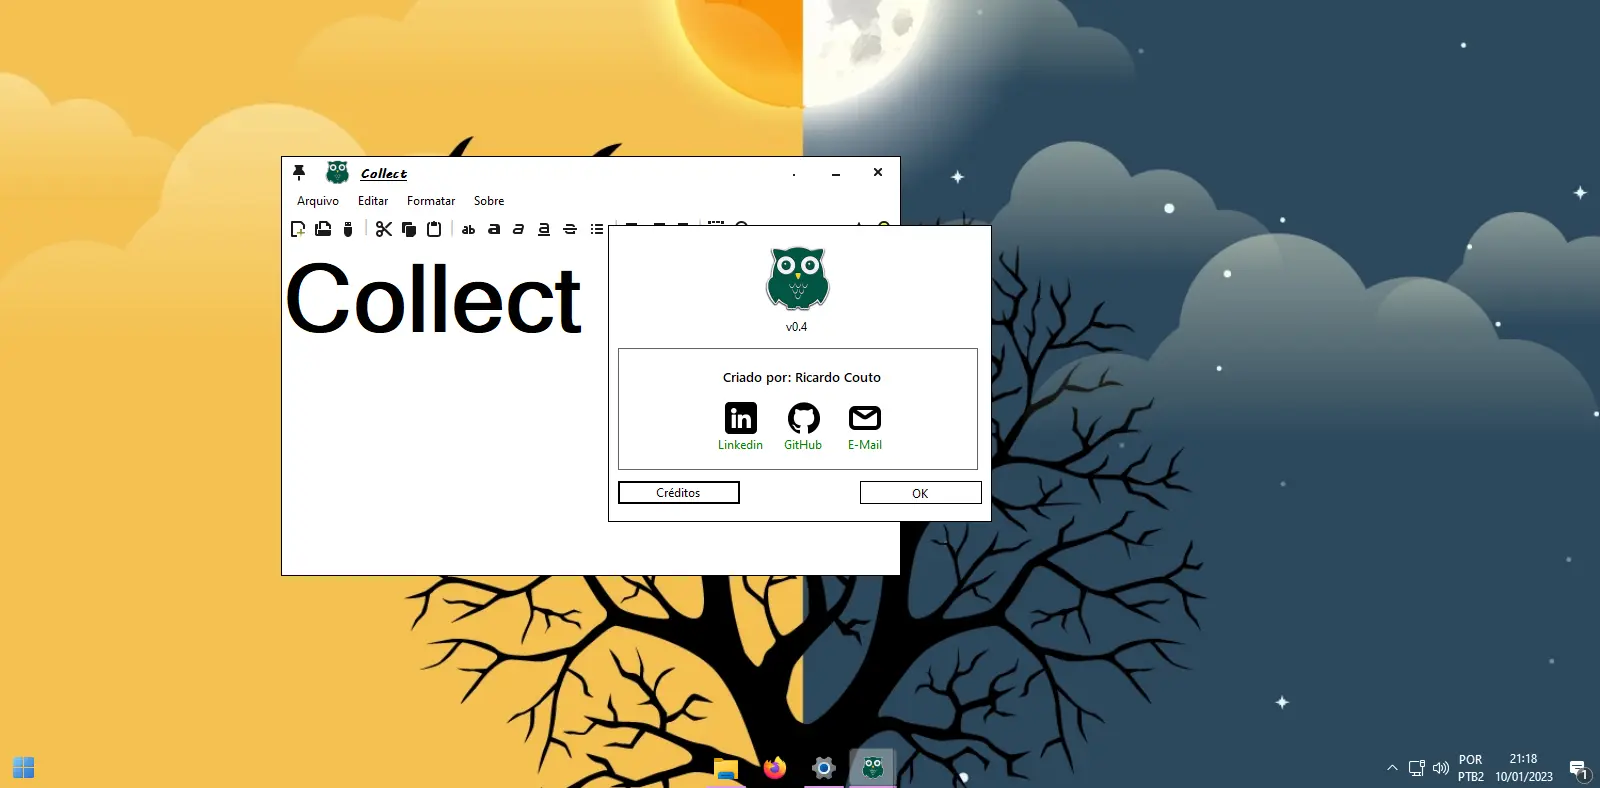 Collect
Arquivo Editar Formatar Sobre
ab a a a
Collect
v0.4
Criado por: Ricardo Couto
in
Linkedin GitHub E-Mail
Créditos OK
POR 21:18
PTB2 10/01/2023
1